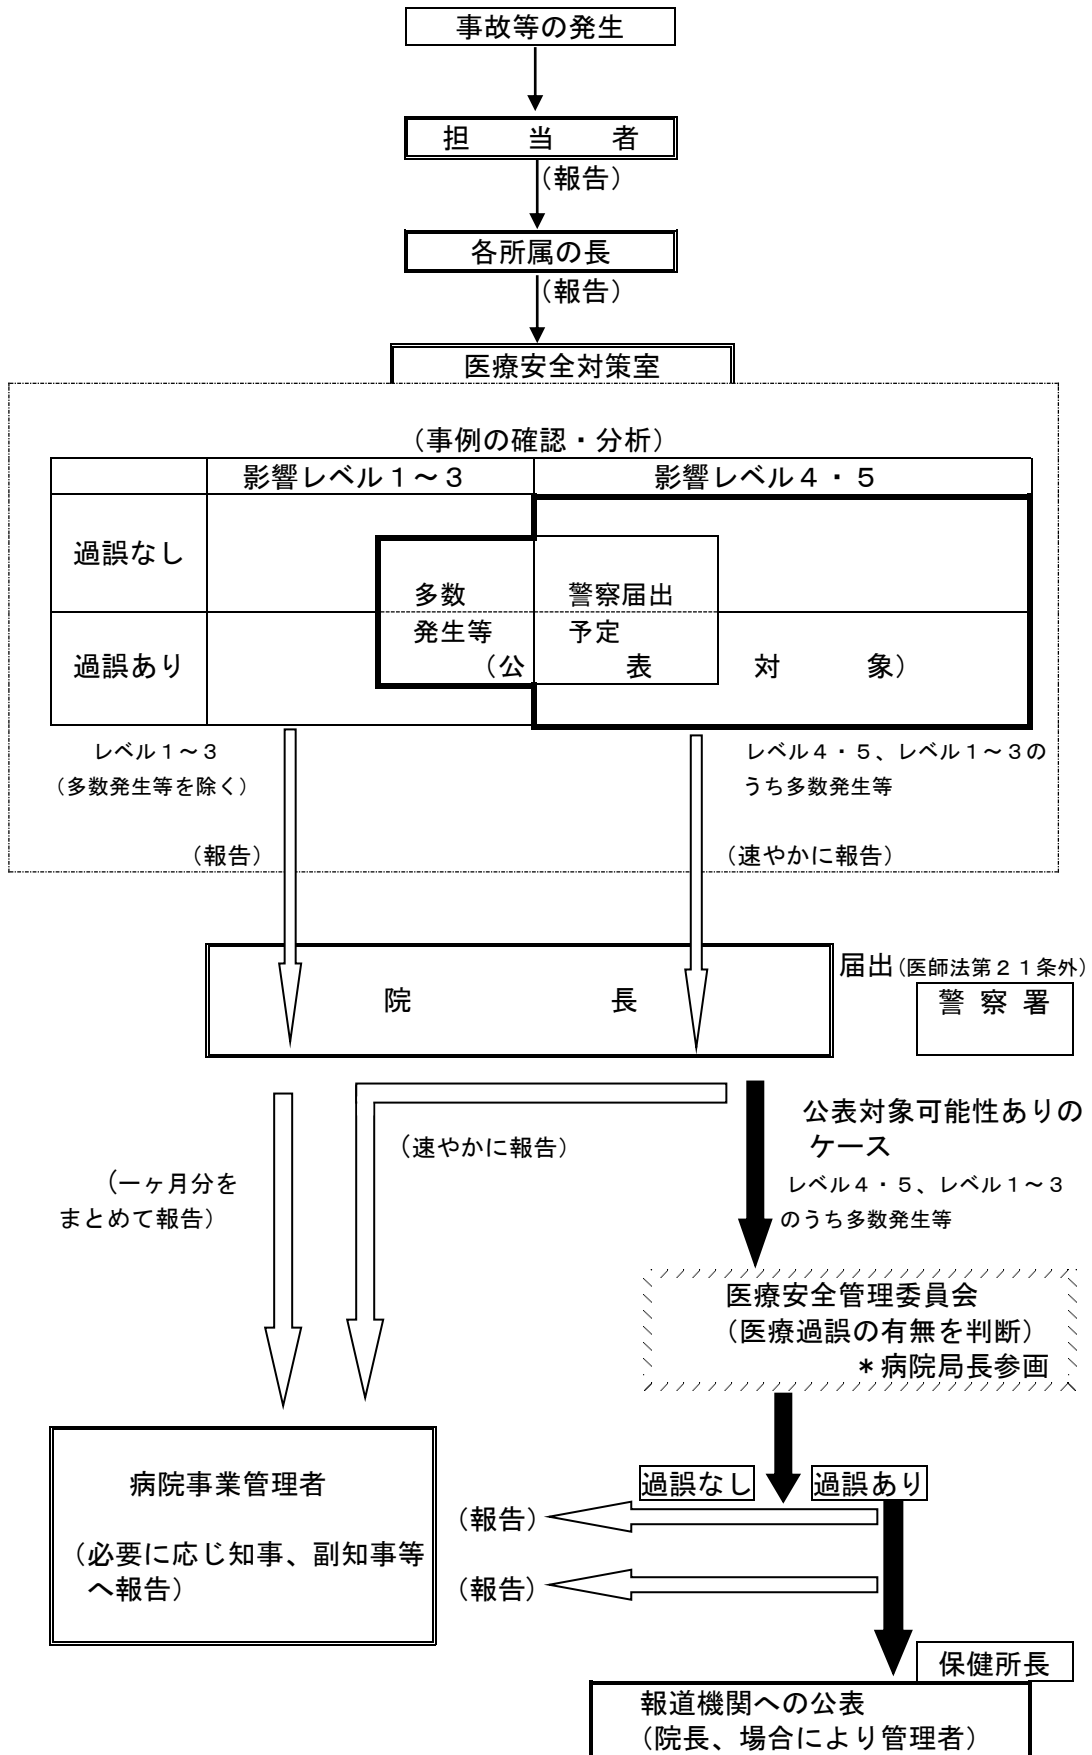 事故等の発生
担　当　者
（報告）
各所属の長
（報告）
医療安全対策室
（事例の確認・分析）
影響レベル１～３
影響レベル４・５
過誤なし
多数
警察届出
発生等
予定
過誤あり
（公　表　対　象）
レベル１～３
（多数発生等を除く）
レベル４・５、レベル１～３の
うち多数発生等
（報告）
（速やかに報告）
院　長
届出（医師法第２１条外）
警 察 署
公表対象可能性ありの
ケース
レベル４・５、レベル１～３
のうち多数発生等
（速やかに報告）
（一ヶ月分を
まとめて報告）
医療安全管理委員会
（医療過誤の有無を判断）
＊病院局長参画
病院事業管理者
（必要に応じ知事、副知事等
へ報告）
過誤なし
過誤あり
（報告）
（報告）
保健所長
報道機関への公表
（院長、場合により管理者）